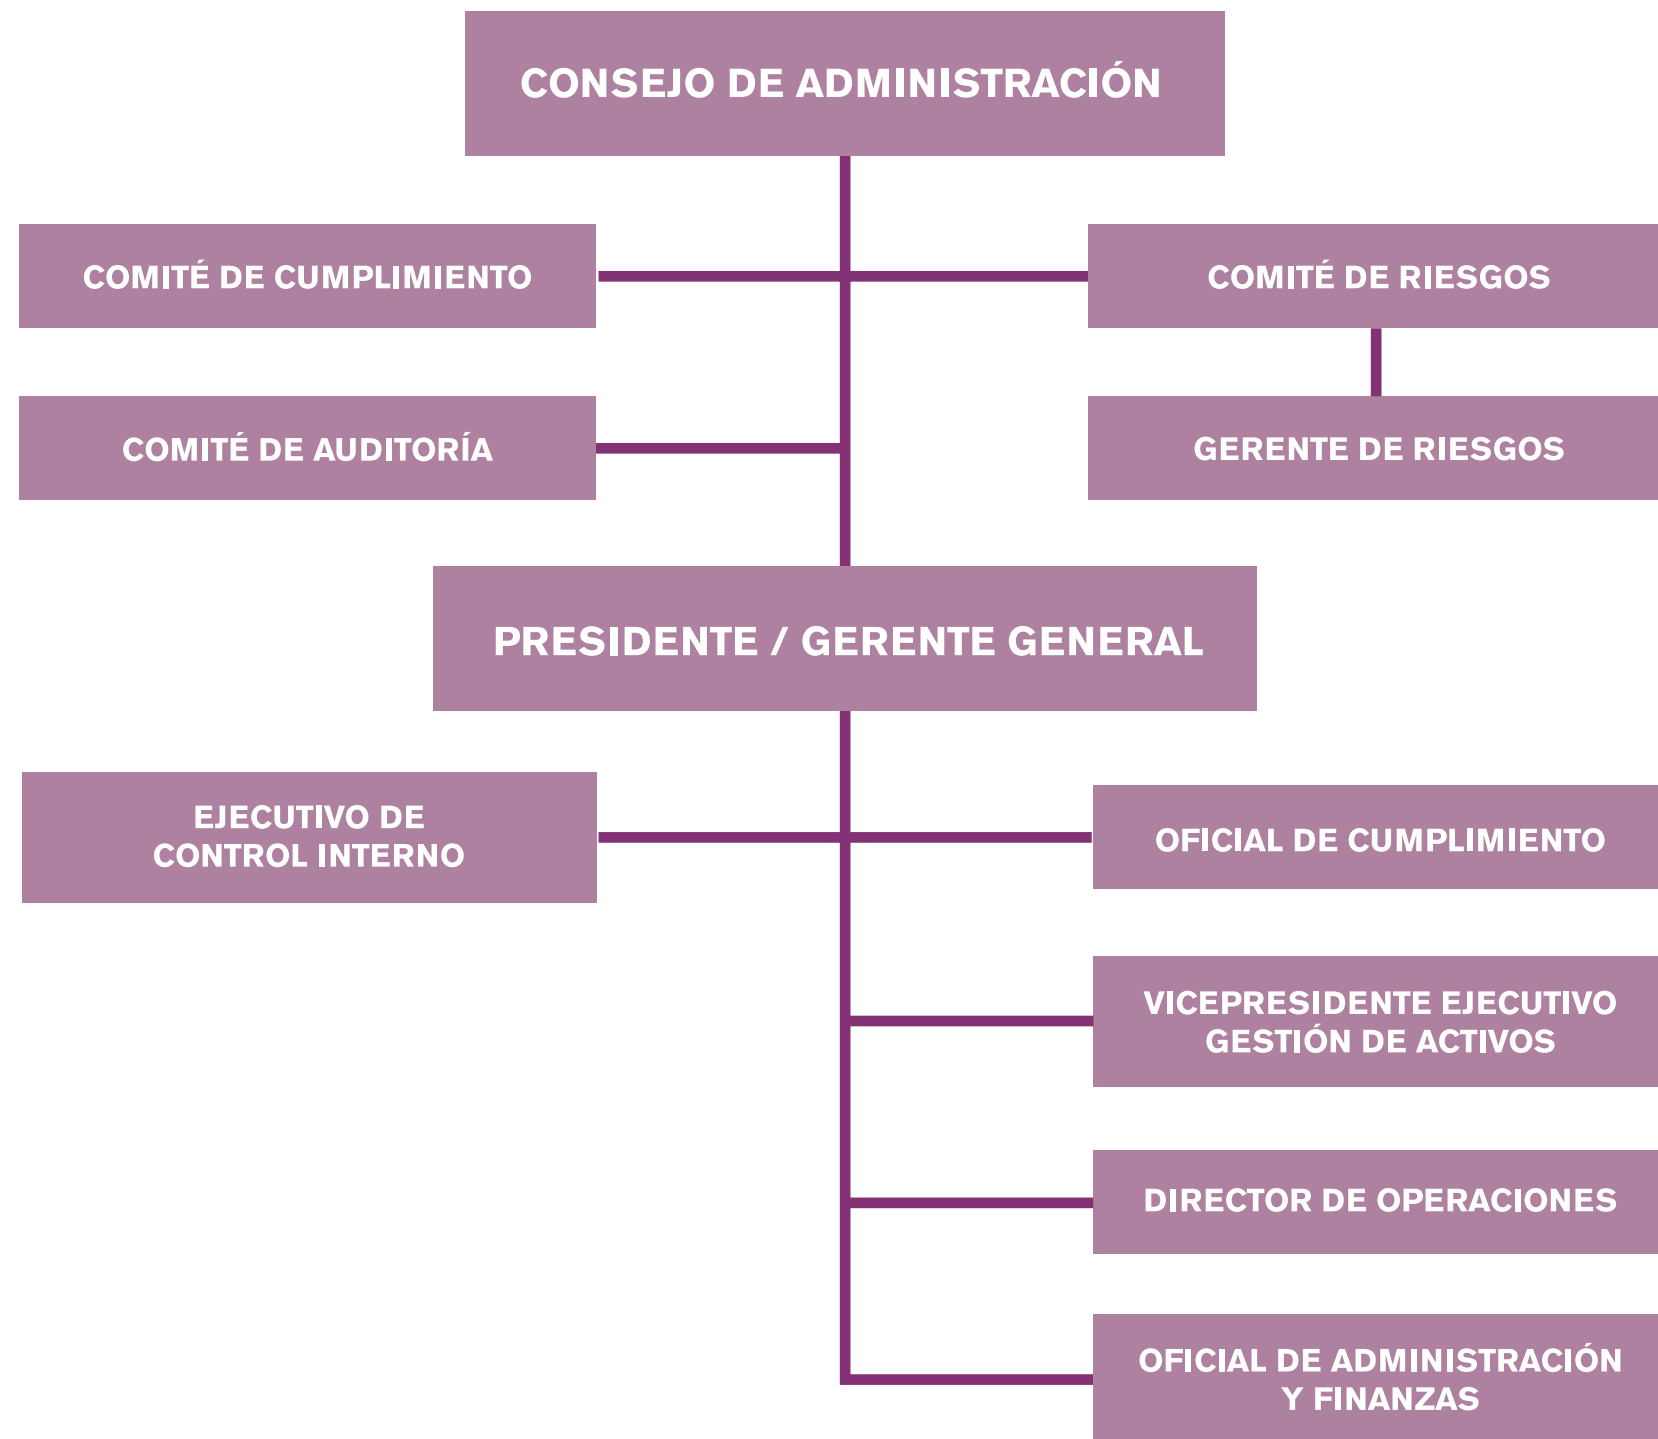 CONSEJO DE ADMINISTRACIÓN
COMITÉ DE CUMPLIMIENTO
COMITÉ DE RIESGOS
COMITÉ DE AUDITORÍA
GERENTE DE RIESGOS
PRESIDENTE / GERENTE GENERAL
EJECUTIVO DE
CONTROL INTERNO
OFICIAL DE CUMPLIMIENTO
VICEPRESIDENTE EJECUTIVO
GESTIÓN DE ACTIVOS
DIRECTOR DE OPERACIONES
OFICIAL DE ADMINISTRACIÓN
Y FINANZAS